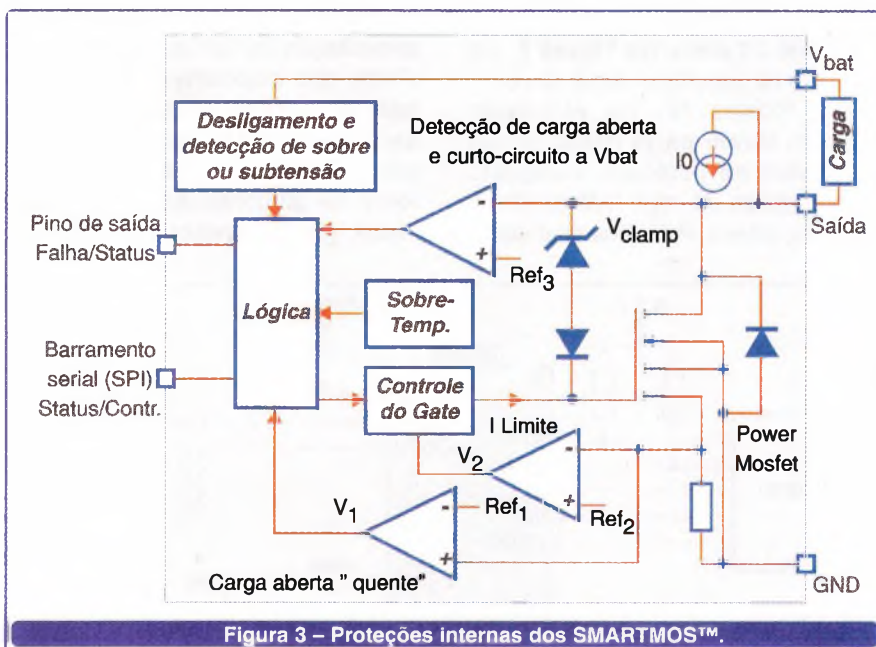 V bat
Desligamento e
detecção de sobre
ou subtensão
Detecção de carga aberta
e curto-circuito a Vbat
I0
Carga
Saída
Pino de saída
Falha/Status
-
+
Ref3
V clamp
Lógica
Sobre-
Temp.
Barramento
serial (SPI)
Status/Contr.
Controle
do Gate
I Limite
Power
Mosfet
V2
-
+
Ref2
V1
-
Ref1
+
Carga aberta " quente"
GND
Figura 3 – Proteções internas dos SMARTMOS™.